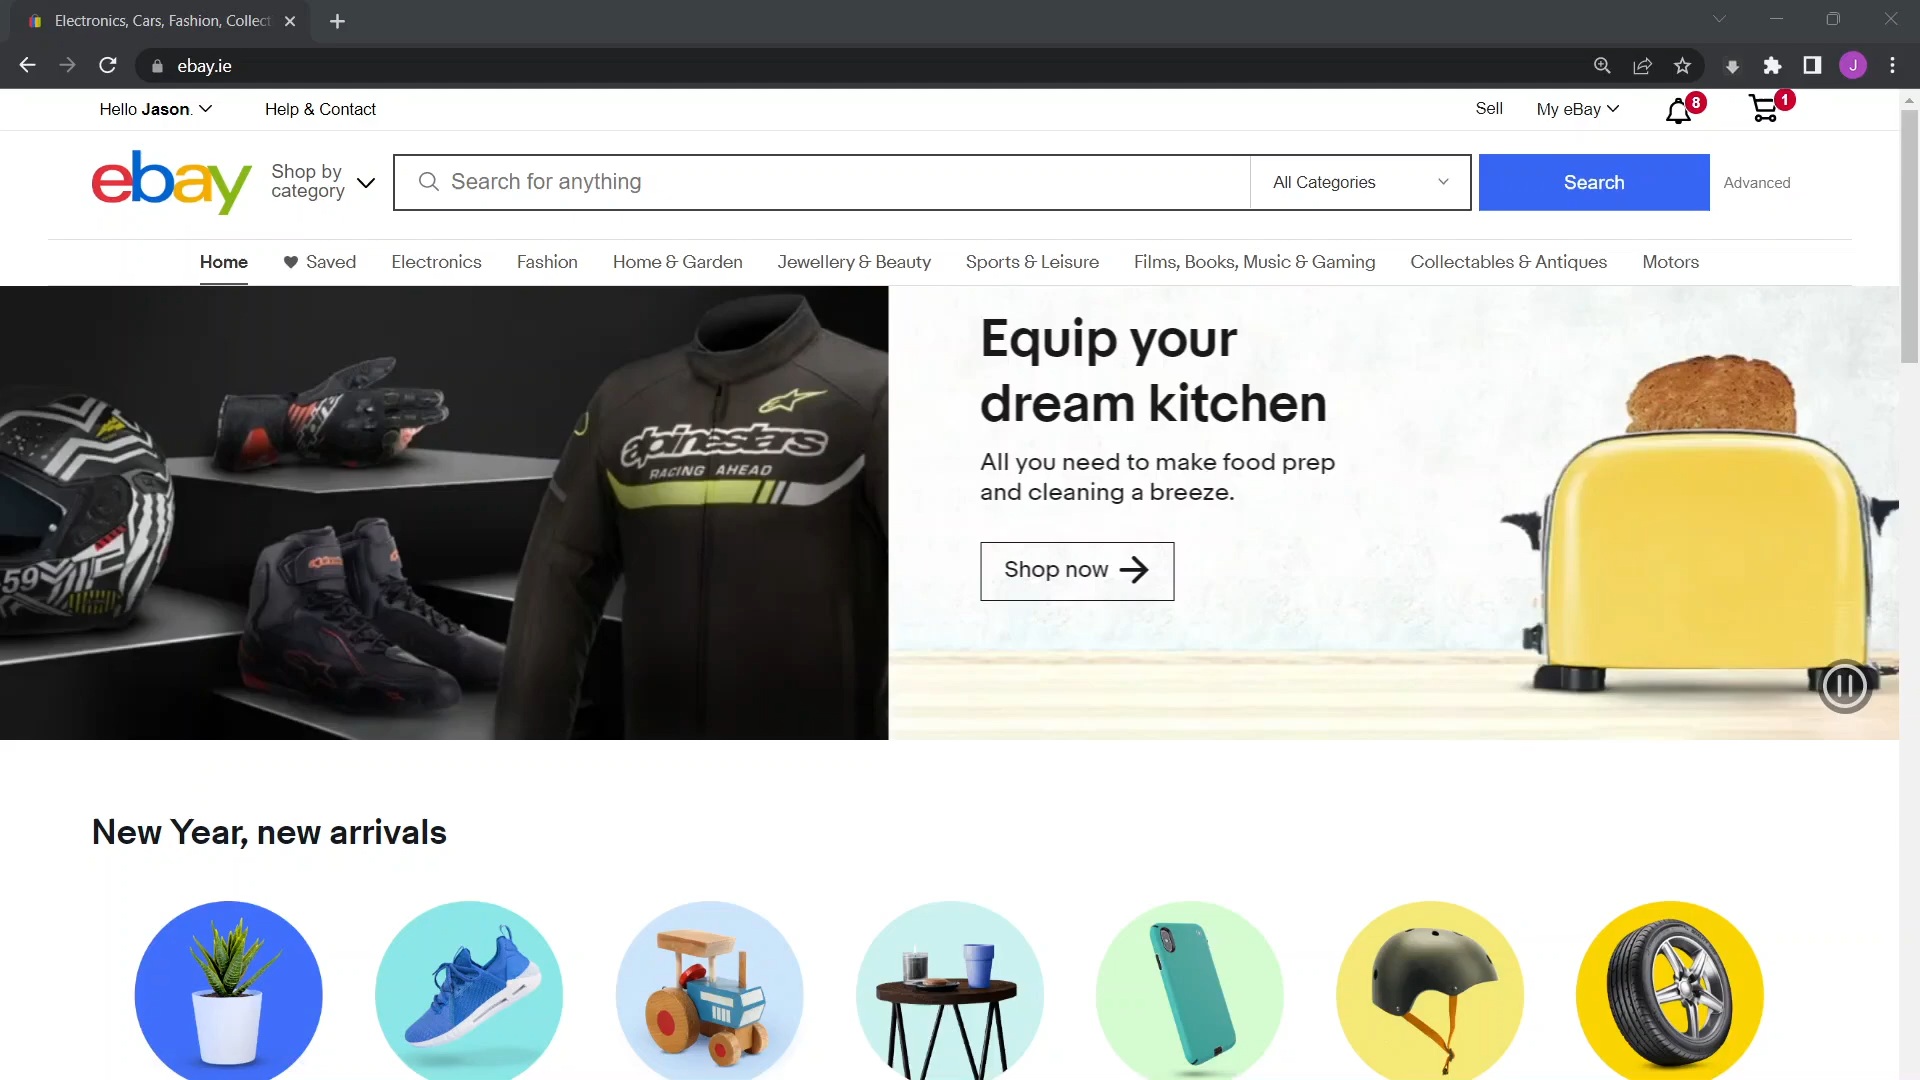 Electronics, Cars, Fashion, Collect
ebay.ie
J
Hello Jason.
Help & Contact
Sell
My eBay
8
1
ebay
Shop by
category
Search for anything
All Categories
Search
Advanced
Home
Saved
Electronics
Fashion
Home & Garden
Jewellery & Beauty
Sports & Leisure
Films, Books, Music & Gaming
Collectables & Antiques
Motors
alpinestars
RACING AHEAD
59
Equip your
dream kitchen
All you need to make food prep
and cleaning a breeze.
Shop now
New Year, new arrivals